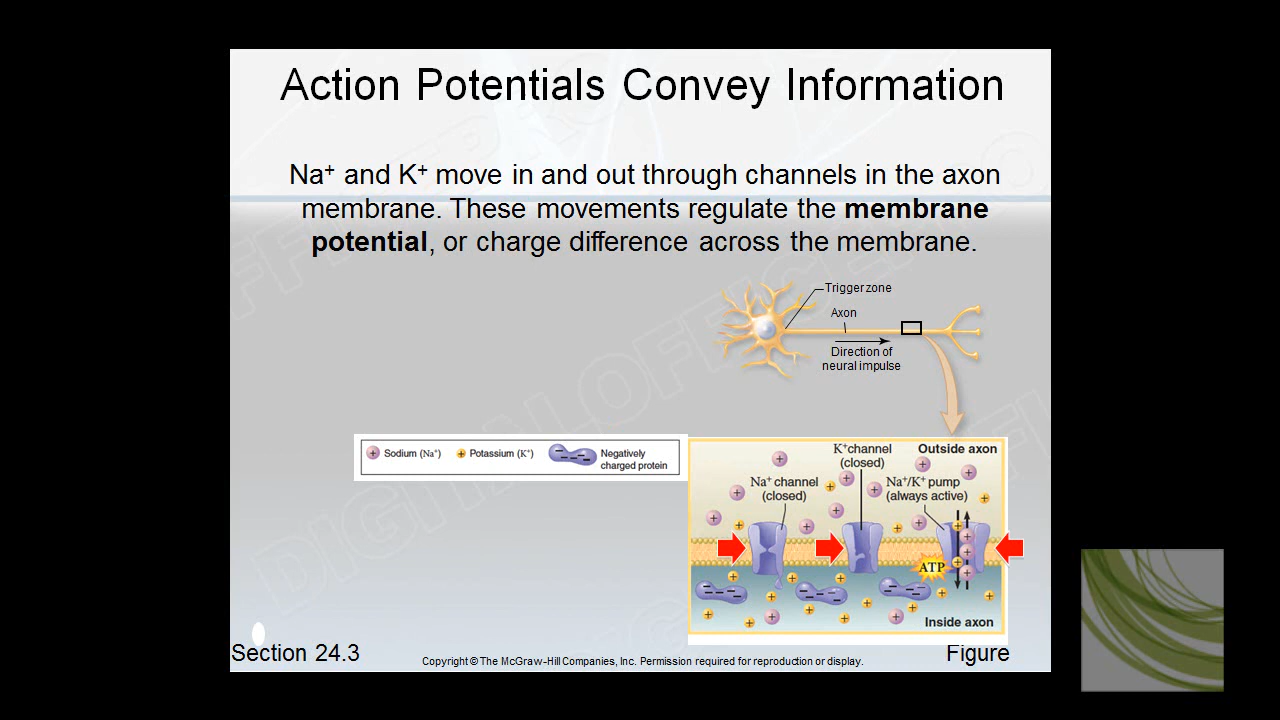 Action Potentials Convey Information
Na⁺ and K⁺ move in and out through channels in the axon
membrane. These movements regulate the membrane
potential, or charge difference across the membrane.
Trigger zone
Axon
Direction of
neural impulse
Sodium (Na⁺)
Potassium (K⁺)
Negatively
charged protein
K⁺channel
(closed)
Outside axon
Na⁺ channel
(closed)
Na⁺/K⁺ pump
(always active)
ATP
Inside axon
Section 24.3
Copyright © The McGraw-Hill Companies, Inc. Permission required for reproduction or display.
Figure